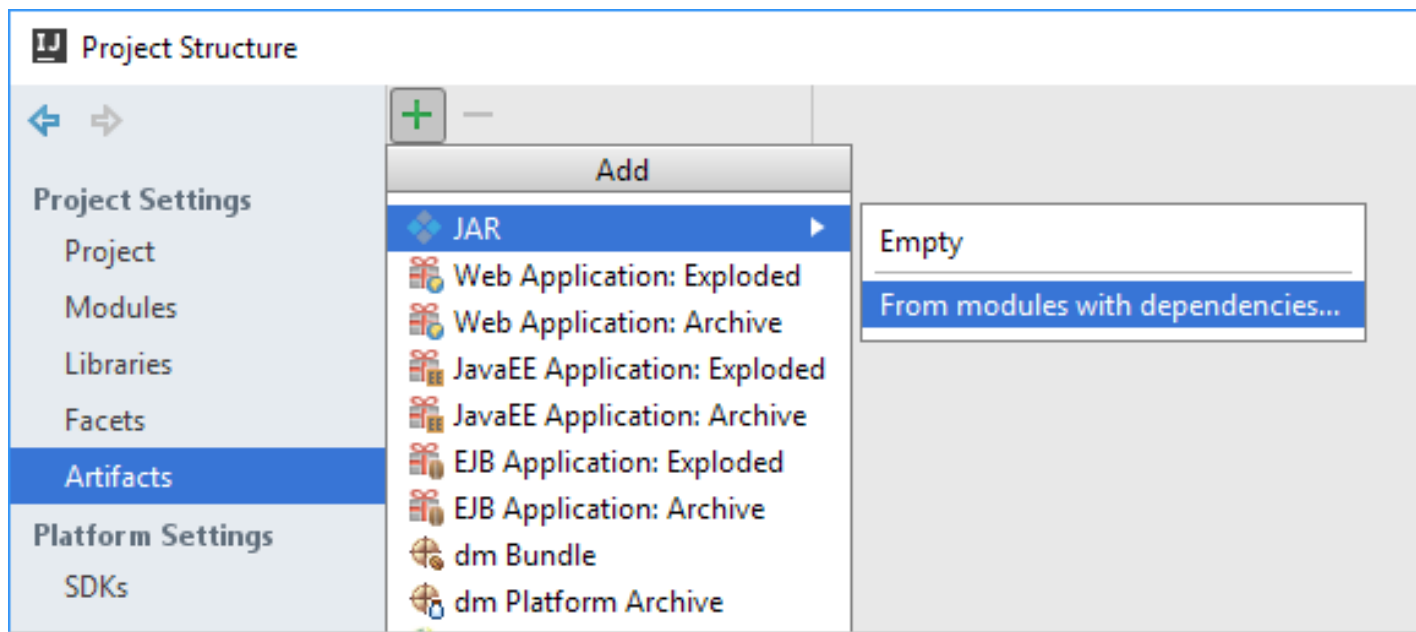 IJ Project Structure
Project Settings
Project
Modules
Libraries
Facets
Artifacts
Platform Settings
SDKs
Add
JAR
Web Application: Exploded
Web Application: Archive
JavaEE Application: Exploded
JavaEE Application: Archive
EJB Application: Exploded
EJB Application: Archive
dm Bundle
dm Platform Archive
Empty
From modules with dependencies...